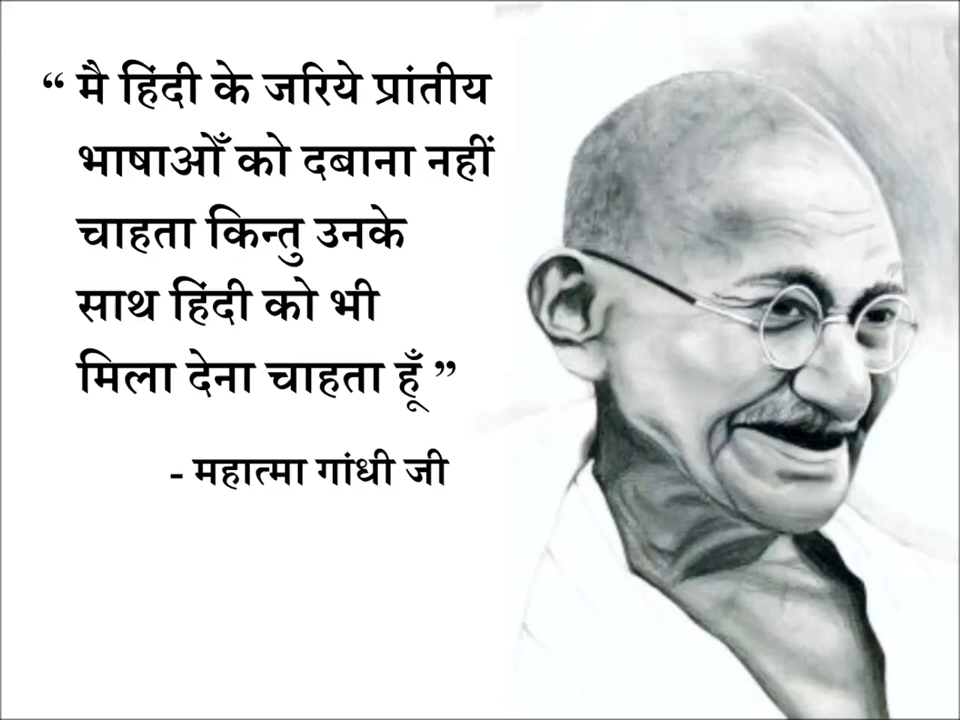 “ मै हिंदी के जरिये प्रांतीय
भाषाओँ को दबाना नहीं
चाहता किन्तु उनके
साथ हिंदी को भी
मिला देना चाहता हूँ ”
- महात्मा गांधी जी